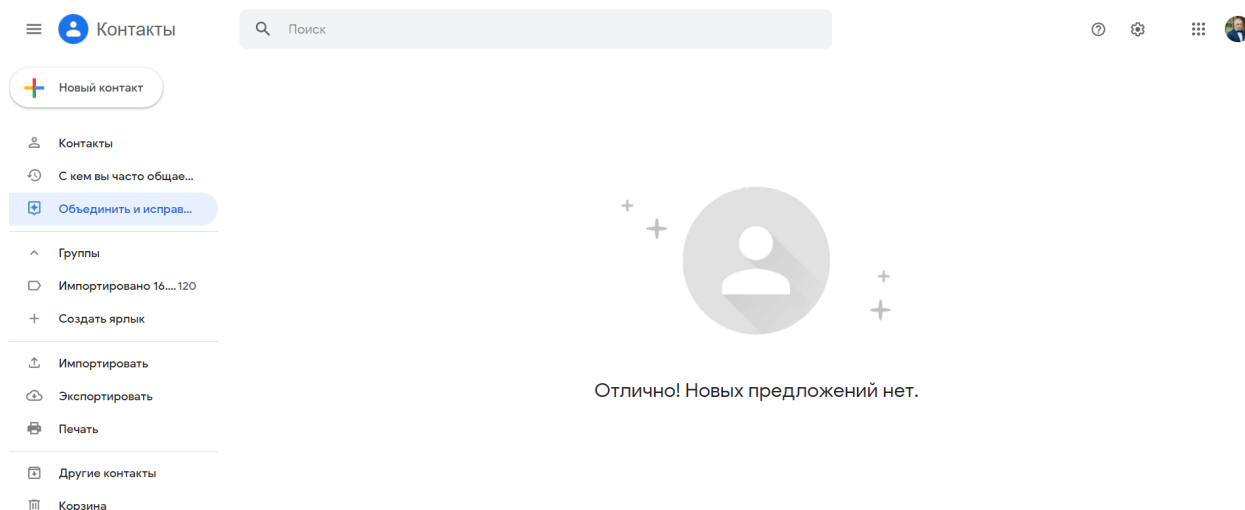 Контакты
Поиск
Новый контакт
Контакты
С кем вы часто общае...
Объединить и исправ...
Группы
Импортировано 16.... 120
Создать ярлык
Импортировать
Экспортировать
Печать
Другие контакты
Корзина
Отлично! Новых предложений нет.